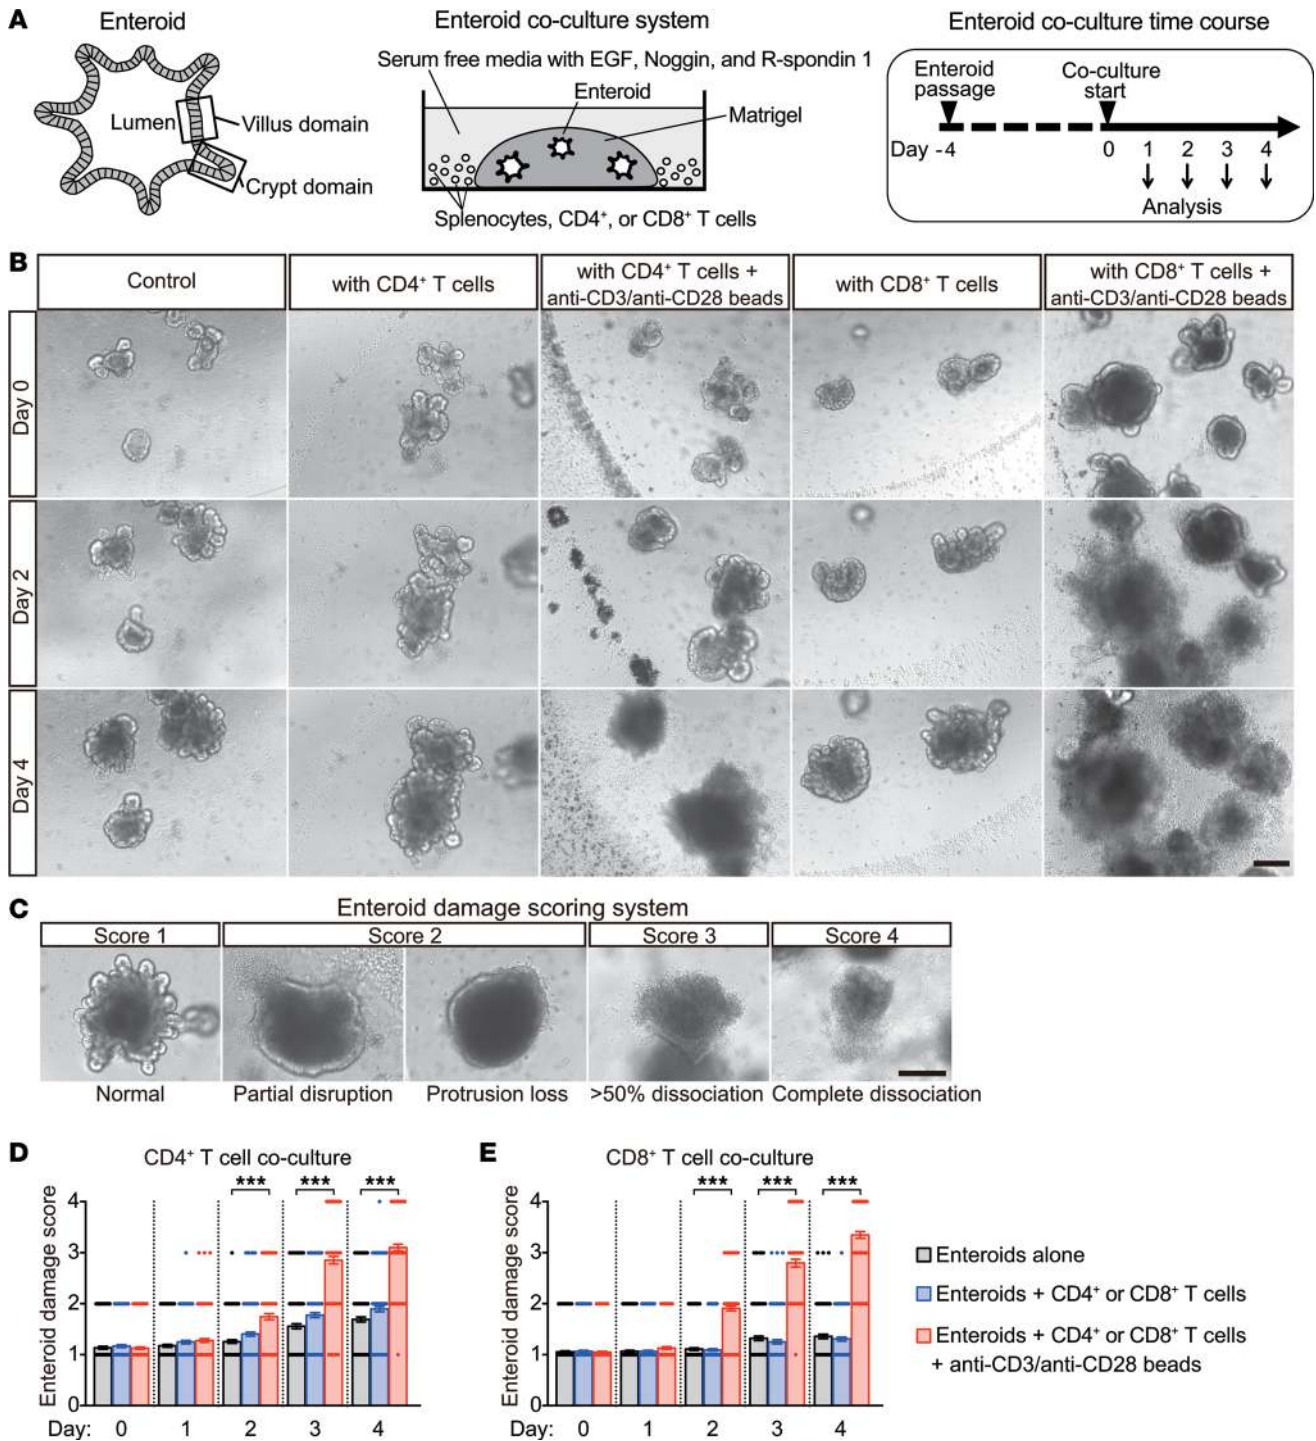 A
Enteroid
Lumen
Villus domain
Crypt domain
Enteroid co-culture system
Serum free media with EGF, Noggin, and R-spondin 1
Enteroid
Matrigel
Splenocytes, CD4⁺, or CD8⁺ T cells
Enteroid co-culture time course
Enteroid
passage
Co-culture
start
Day -4 0 1 2 3 4
Analysis
B
Control
with CD4⁺ T cells
with CD4⁺ T cells +
anti-CD3/anti-CD28 beads
with CD8⁺ T cells
with CD8⁺ T cells +
anti-CD3/anti-CD28 beads
Day 0
Day 2
Day 4
C
Enteroid damage scoring system
Score 1 Score 2 Score 3 Score 4
Normal Partial disruption Protrusion loss >50% dissociation Complete dissociation
D
CD4⁺ T cell co-culture
*** *** ***
Enteroid damage score
4
3
2
1
0
Day: 0 1 2 3 4
E
CD8⁺ T cell co-culture
*** *** ***
Enteroid damage score
4
3
2
1
0
Day: 0 1 2 3 4
Enteroids alone
Enteroids + CD4⁺ or CD8⁺ T cells
Enteroids + CD4⁺ or CD8⁺ T cells
+ anti-CD3/anti-CD28 beads